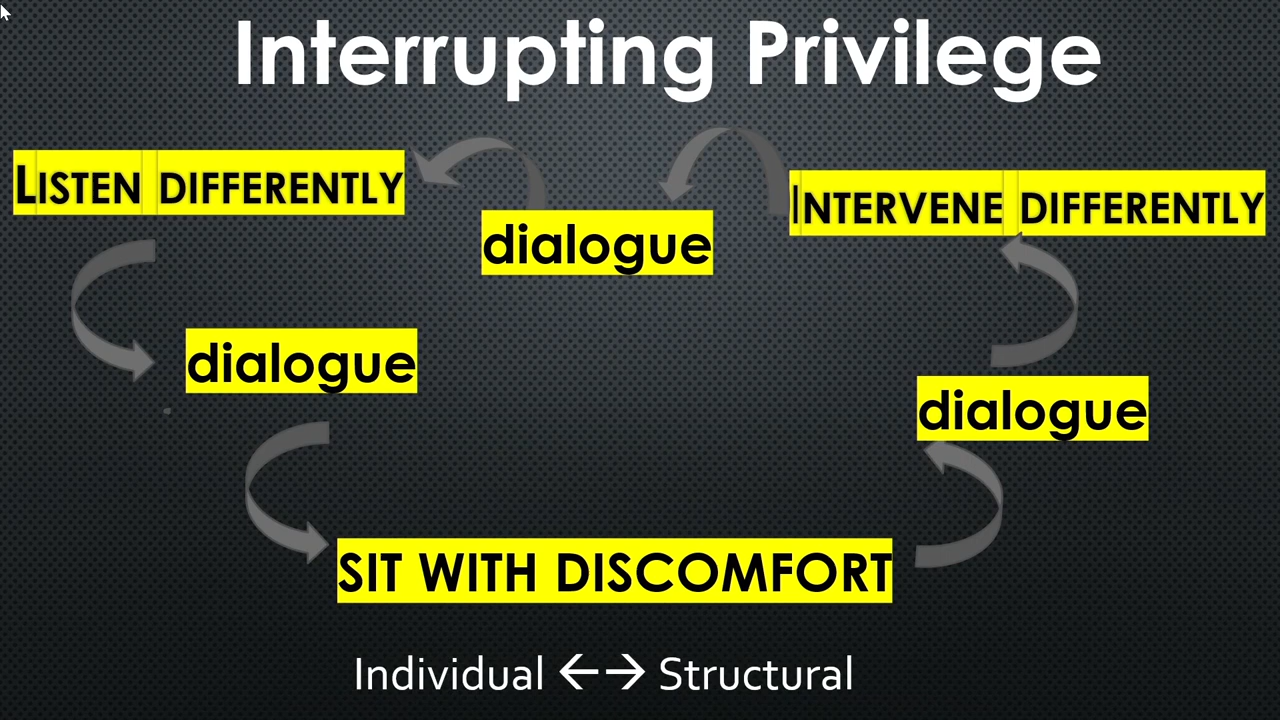 Interrupting Privilege
LISTEN DIFFERENTLY
INTERVENE DIFFERENTLY
dialogue
dialogue
dialogue
SIT WITH DISCOMFORT
Individual ←→ Structural